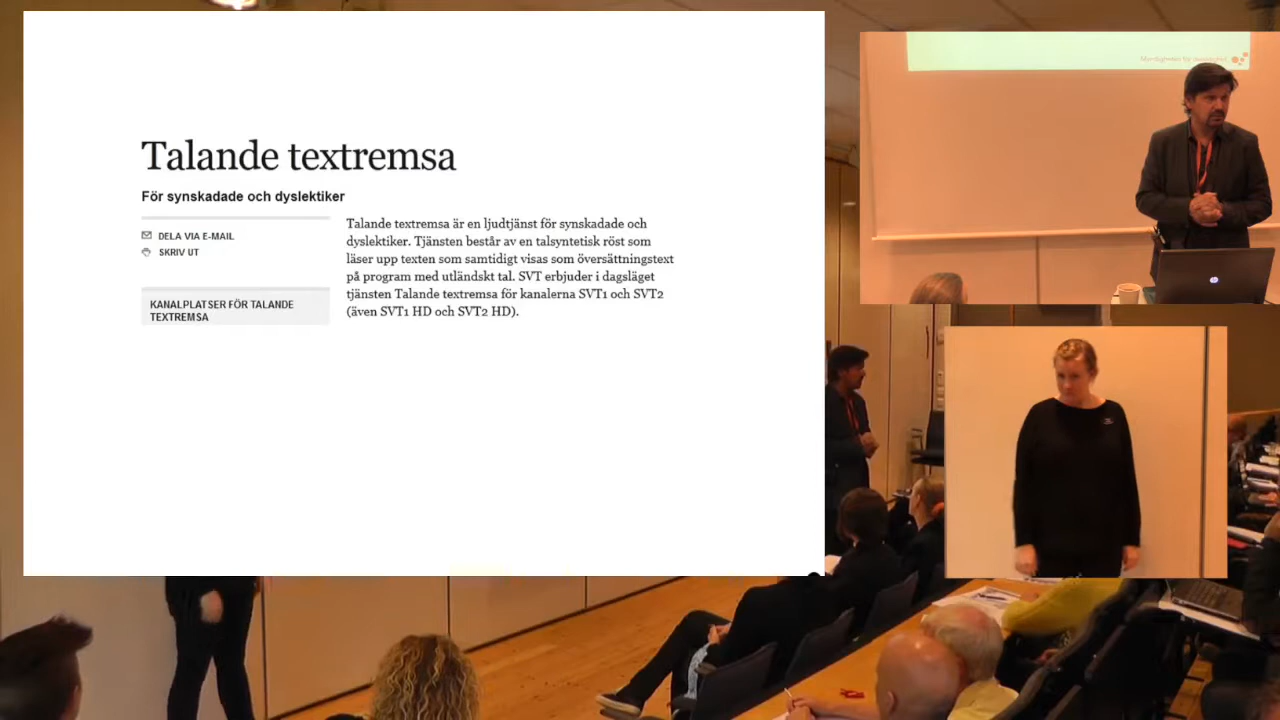 Talande textremsa
För synskadade och dyslektiker
DELA VIA E-MAIL
SKRIV UT
KANALPLATSER FÖR TALANDE
TEXTREMSA
Talande textremsa är en ljudtjänst för synskadade och
dyslektiker. Tjänsten består av en talsyntetisk röst som
läser upp texten som samtidigt visas som översättningstext
på program med utländskt tal. SVT erbjuder i dagsläget
tjänsten Talande textremsa för kanalerna SVT1 och SVT2
(även SVT1 HD och SVT2 HD).
hp